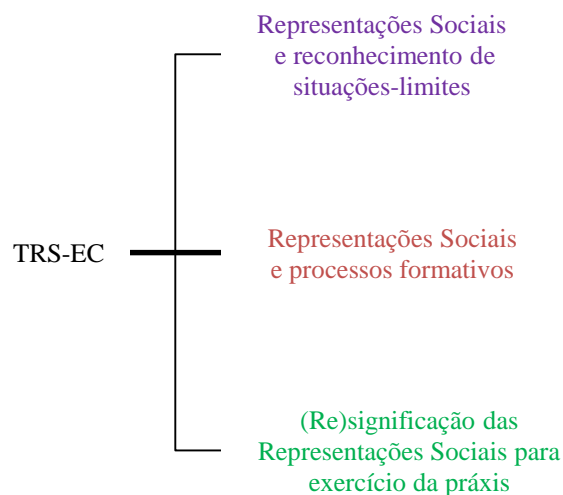 Representações Sociais
e reconhecimento de
situações-limites
TRS-EC
Representações Sociais
e processos formativos
(Re)significação das
Representações Sociais para
exercício da práxis